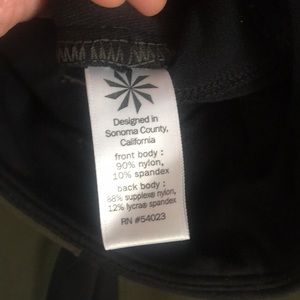 Designed in
Sonoma County,
California
front body :
90% nylon,
10% spandex
back body :
88% supplex® nylon,
12% lycra® spandex
RN #54023